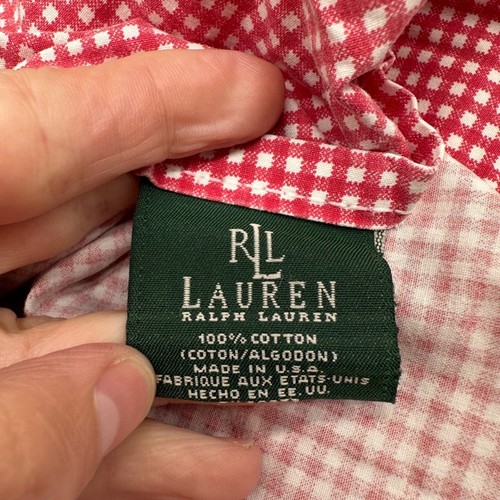 RLL
LAUREN
RALPH LAUREN
100% COTTON
(COTON/ALGODON)
MADE IN U.S.A.
FABRIQUE AUX ETATS-UNIS
HECHO EN EE.UU.